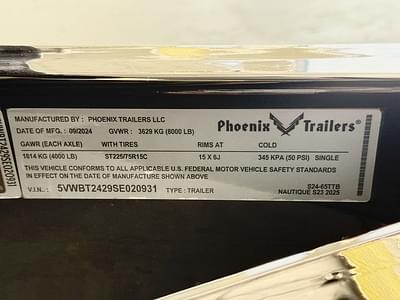 MANUFACTURED BY : PHOENIX TRAILERS LLC
DATE OF MFG. : 09/2024 GVWR : 3629 KG (8000 LB)
Phoenix Trailers®
GAWR (EACH AXLE) WITH TIRES RIMS AT COLD
1814 KG (4000 LB) ST225/75R15C 15 X 6J 345 KPA (50 PSI) SINGLE
THIS VEHICLE CONFORMS TO ALL APPLICABLE U.S. FEDERAL MOTOR VEHICLE SAFETY STANDARDS
IN EFFECT ON THE DATE OF MANUFACTURE SHOWN ABOVE
V.I.N. : 5VWBT2429SE020931 TYPE : TRAILER
S24-65TTB
NAUTIQUE S23 2025